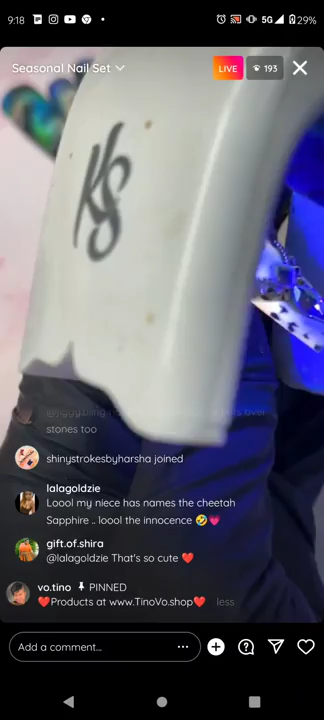 9:18
5G
29%
Seasonal Nail Set
LIVE
193
KS
stones too
shinystrokesbyharsha joined
lalagoldzie
Loool my niece has names the cheetah
Sapphire .. loool the innocence 🤣💗
gift.of.shira
@lalagoldzie That's so cute ❤️
vo.tino PINNED
❤️Products at www.TinoVo.shop❤️ less
Add a comment...